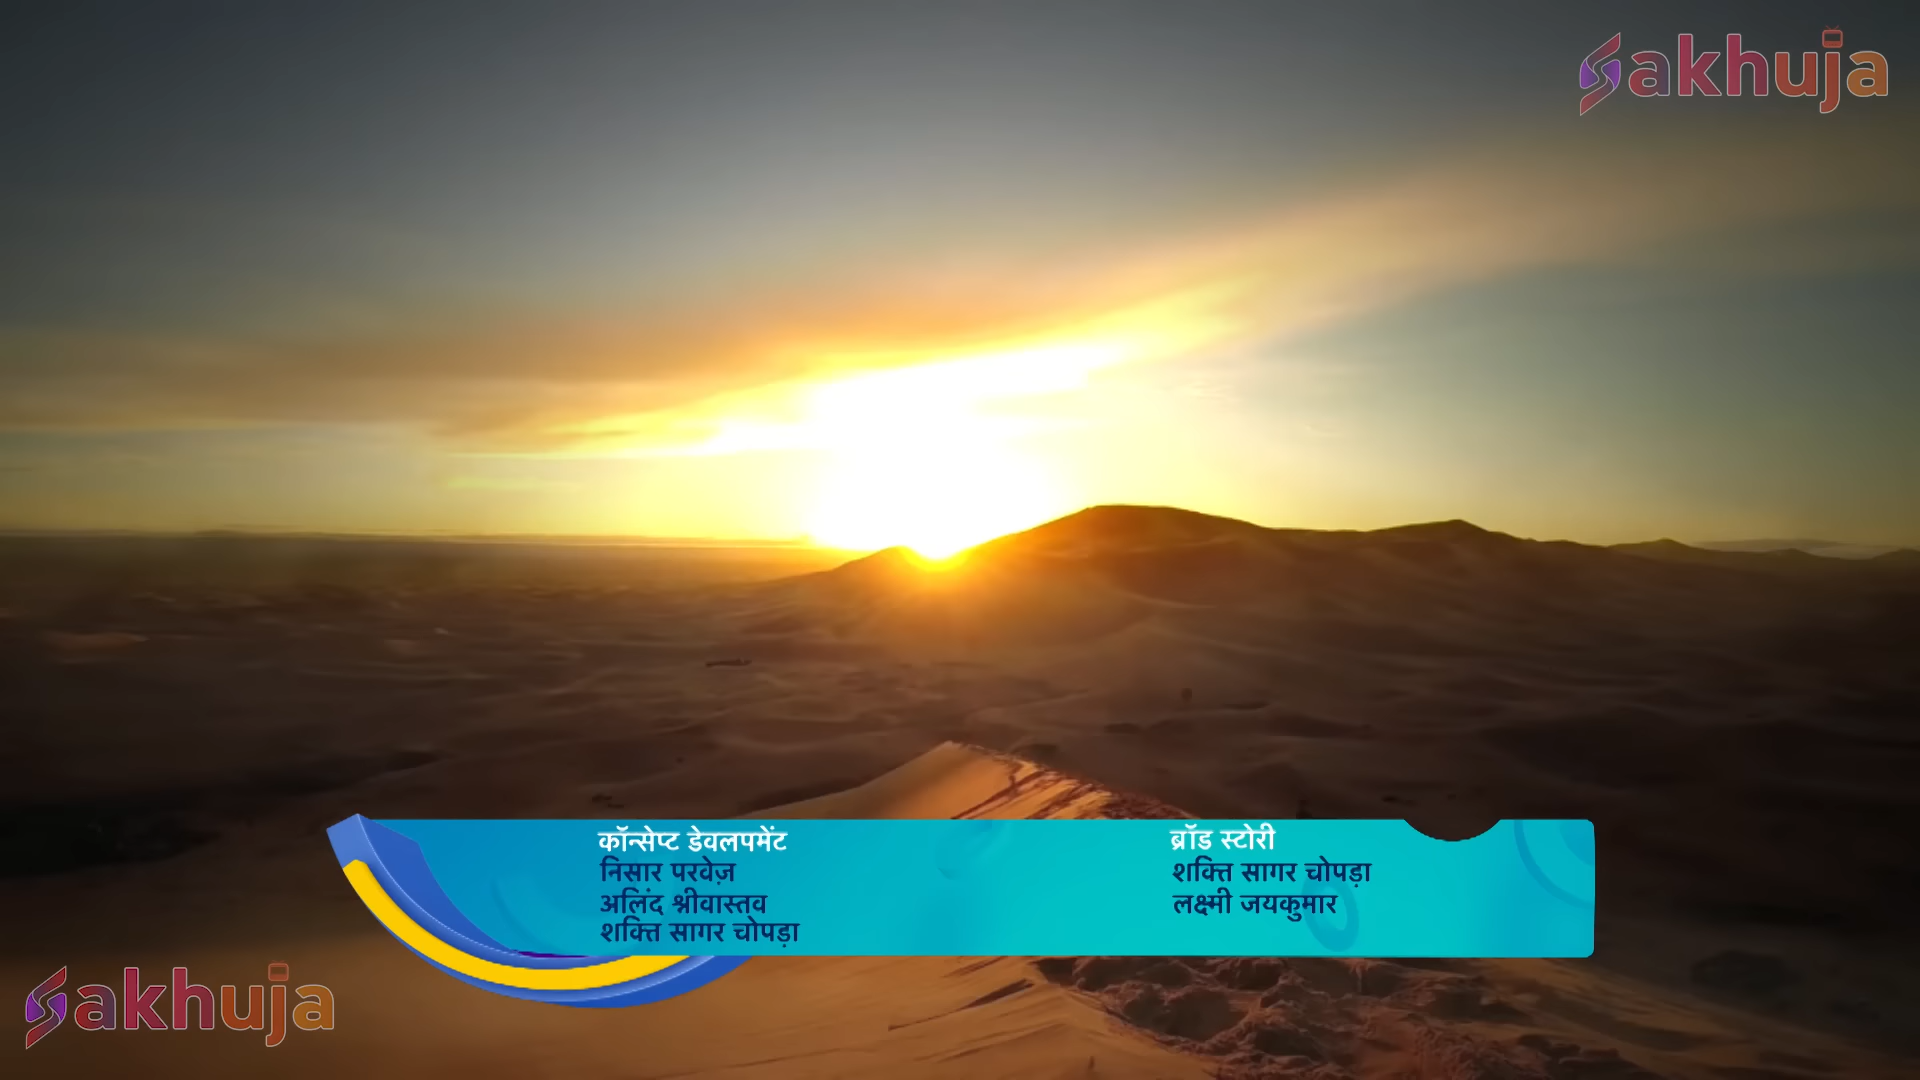 Sakhuja
कॉन्सेप्ट डेवलपमेंट
निसार परवेज़
अलिंद श्रीवास्तव
शक्ति सागर चोपड़ा
ब्रॉड स्टोरी
शक्ति सागर चोपड़ा
लक्ष्मी जयकुमार
Sakhuja